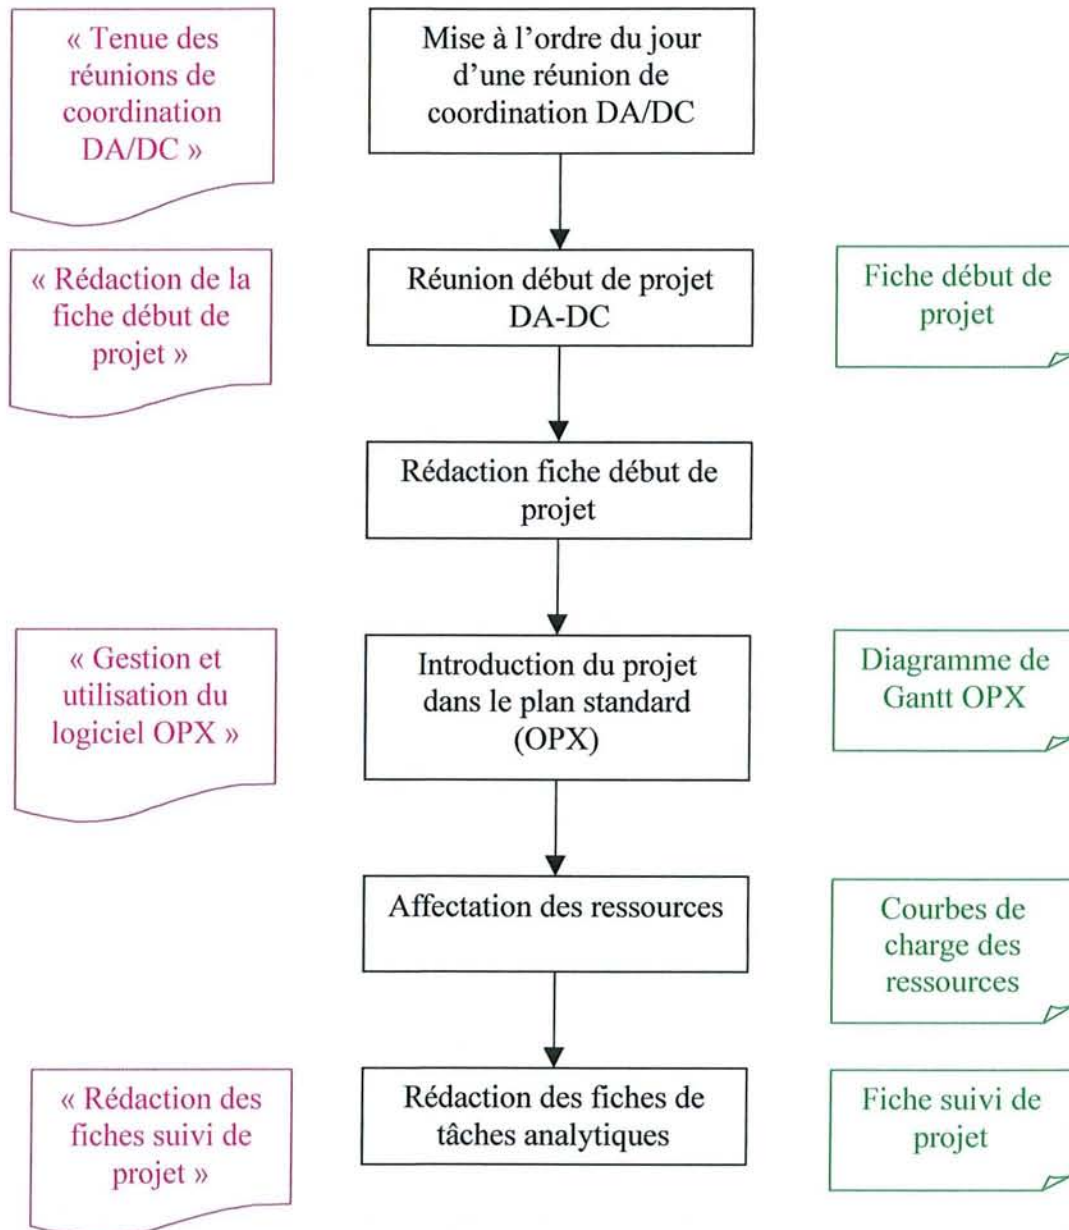 « Tenue des
réunions de
coordination
DA/DC »
Mise à l’ordre du jour
d’une réunion de
coordination DA/DC
« Rédaction de la
fiche début de
projet »
Réunion début de projet
DA-DC
Fiche début de
projet
Rédaction fiche début de
projet
« Gestion et
utilisation du
logiciel OPX »
Introduction du projet
dans le plan standard
(OPX)
Diagramme de
Gantt OPX
Affectation des ressources
Courbes de
charge des
ressources
« Rédaction des
fiches suivi de
projet »
Rédaction des fiches de
tâches analytiques
Fiche suivi de
projet